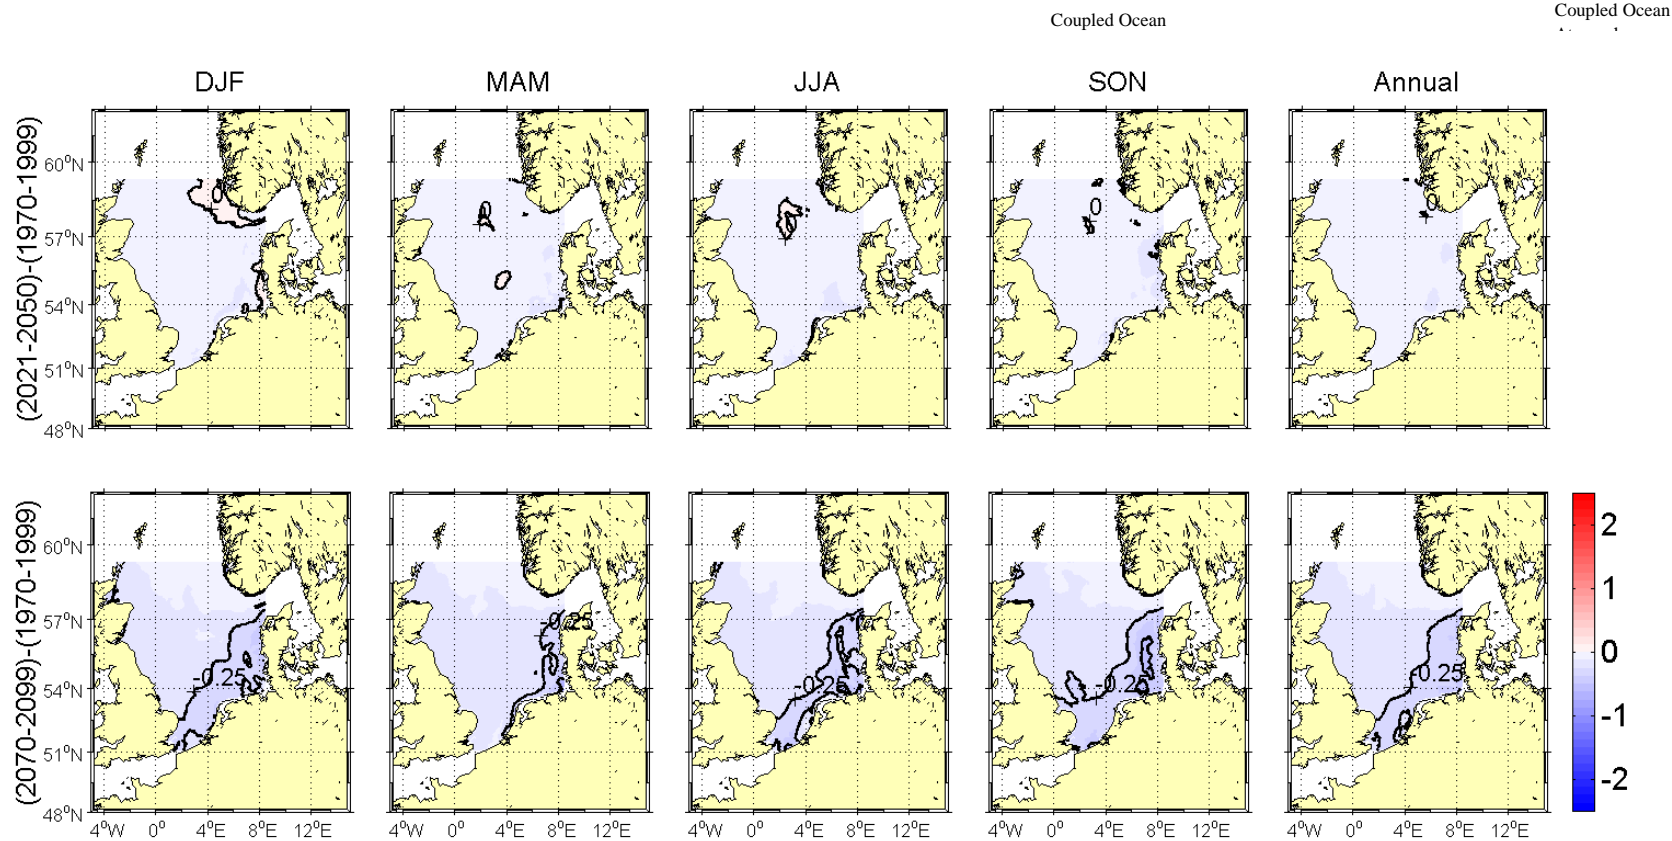 Coupled Ocean
Coupled Ocean
DJF MAM JJA SON Annual
(2021-2050)-(1970-1999)
60°N
57°N
54°N
51°N
48°N
0
0
0
0
0
(2070-2099)-(1970-1999)
60°N
57°N
54°N
51°N
48°N
-0.25
-0.25
-0.25
-0.25
-0.25
4°W 0° 4°E 8°E 12°E
4°W 0° 4°E 8°E 12°E
4°W 0° 4°E 8°E 12°E
4°W 0° 4°E 8°E 12°E
4°W 0° 4°E 8°E 12°E
2
1
0
-1
-2